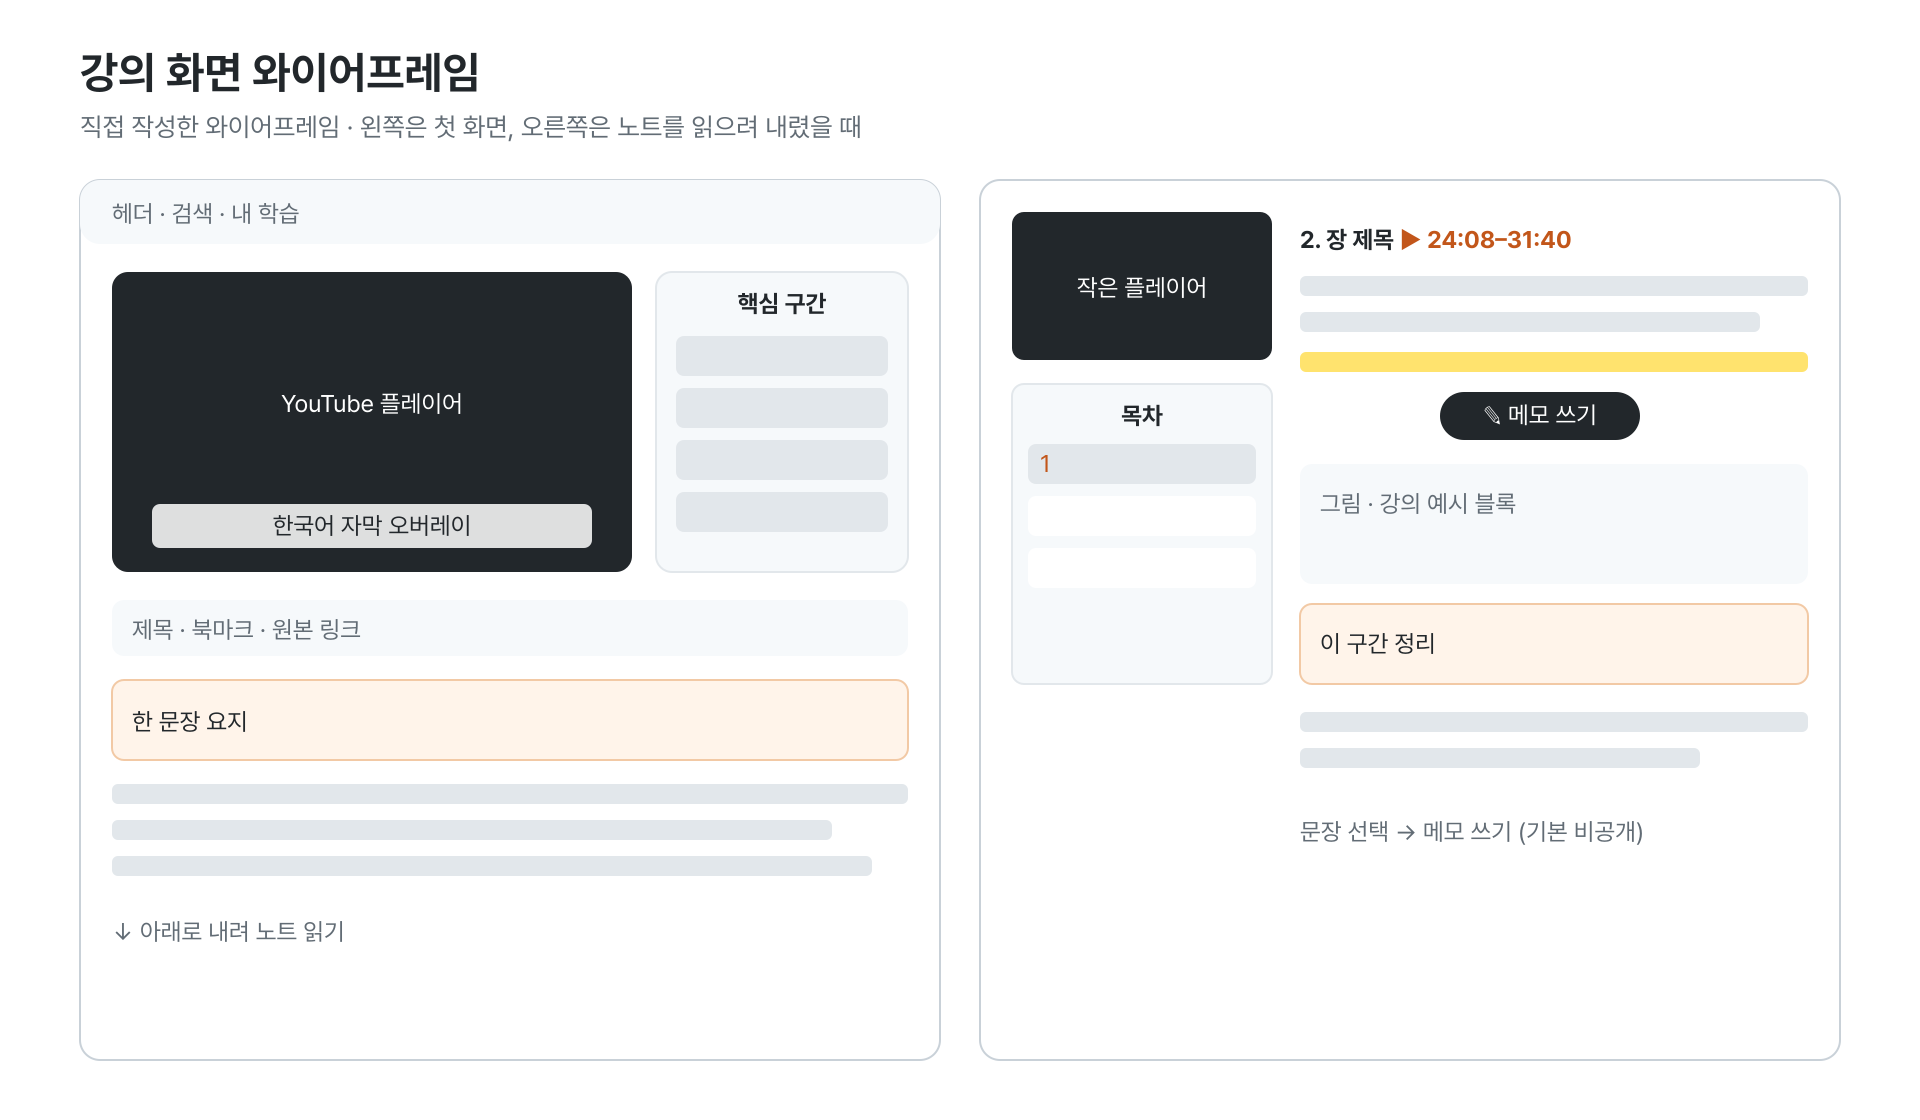 강의 화면 와이어프레임
직접 작성한 와이어프레임 · 왼쪽은 첫 화면, 오른쪽은 노트를 읽으려 내렸을 때
헤더 · 검색 · 내 학습
YouTube 플레이어
한국어 자막 오버레이
핵심 구간
제목 · 북마크 · 원본 링크
한 문장 요지
↓ 아래로 내려 노트 읽기
작은 플레이어
목차
1
2. 장 제목 ▶ 24:08–31:40
✎ 메모 쓰기
그림 · 강의 예시 블록
이 구간 정리
문장 선택 → 메모 쓰기 (기본 비공개)